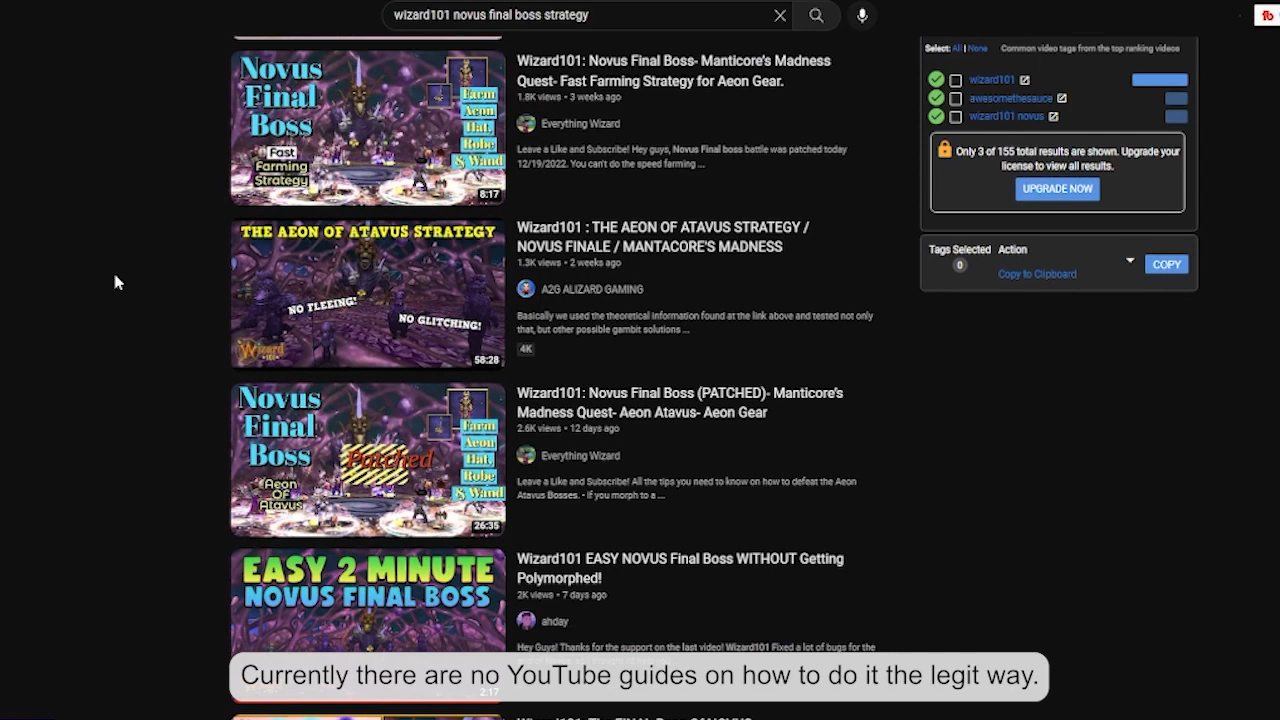 wizard101 novus final boss strategy
Novus
Final
Boss
Fast
Farming
Strategy
Farm
Aeon
Hat,
Robe
& Wand
8:17
Wizard101: Novus Final Boss- Manticore's Madness
Quest- Fast Farming Strategy for Aeon Gear.
1.8K views • 3 weeks ago
Everything Wizard
Leave a Like and Subscribe! Hey guys, Novus Final boss battle was patched today
12/19/2022. You can't do the speed farming ...
THE AEON OF ATAVUS STRATEGY
NO FLEEING!
NO GLITCHING!
Wizard
101
58:28
Wizard101 : THE AEON OF ATAVUS STRATEGY /
NOVUS FINALE / MANTACORE'S MADNESS
1.3K views • 2 weeks ago
A2G ALIZARD GAMING
Basically we used the theoretical information found at the link above and tested not only
that, but other possible gambit solutions ...
4K
Novus
Final
Boss
Aeon
Of
Atavus
Patched
Farm
Aeon
Hat,
Robe
& Wand
26:35
Wizard101: Novus Final Boss (PATCHED)- Manticore's
Madness Quest- Aeon Atavus- Aeon Gear
2.6K views • 12 days ago
Everything Wizard
Leave a Like and Subscribe! All the tips you need to know on how to defeat the Aeon
Atavus Bosses. - If you morph to a ...
EASY 2 MINUTE
NOVUS FINAL BOSS
2:17
Wizard101 EASY NOVUS Final Boss WITHOUT Getting
Polymorphed!
2K views • 7 days ago
ahday
Hey Guys! Thanks for the support on the last video! Wizard101 Fixed a lot of bugs for the
Currently there are no YouTube guides on how to do it the legit way.
Select: All | None
Common video tags from the top ranking videos
wizard101
awesomethesauce
wizard101 novus
Only 3 of 155 total results are shown. Upgrade your
license to view all results.
UPGRADE NOW
Tags Selected
Action
0
Copy to Clipboard
COPY